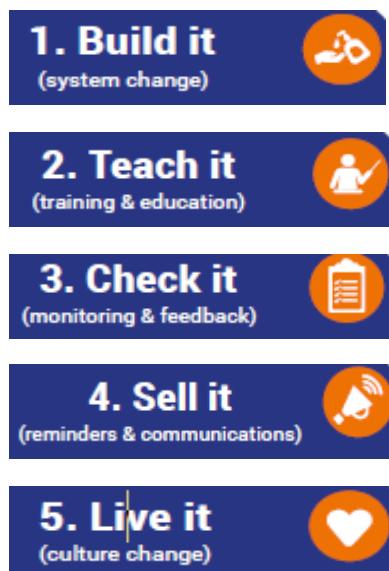 1. Build it
(system change)
2. Teach it
(training & education)
3. Check it
(monitoring & feedback)
4. Sell it
(reminders & communications)
5. Live it
(culture change)